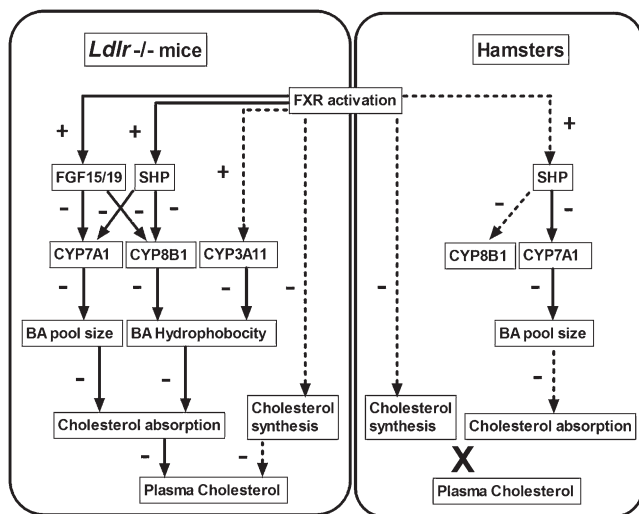 Ldlr -/- mice
Hamsters
FXR activation
+
+
+
+
FGF15/19
SHP
SHP
-
-
-
-
-
-
CYP7A1
CYP8B1
CYP3A11
CYP8B1
CYP7A1
-
-
-
-
-
-
BA pool size
BA Hydrophobocity
BA pool size
-
-
-
Cholesterol absorption
Cholesterol
synthesis
Cholesterol
synthesis
Cholesterol absorption
-
-
X
Plasma Cholesterol
Plasma Cholesterol